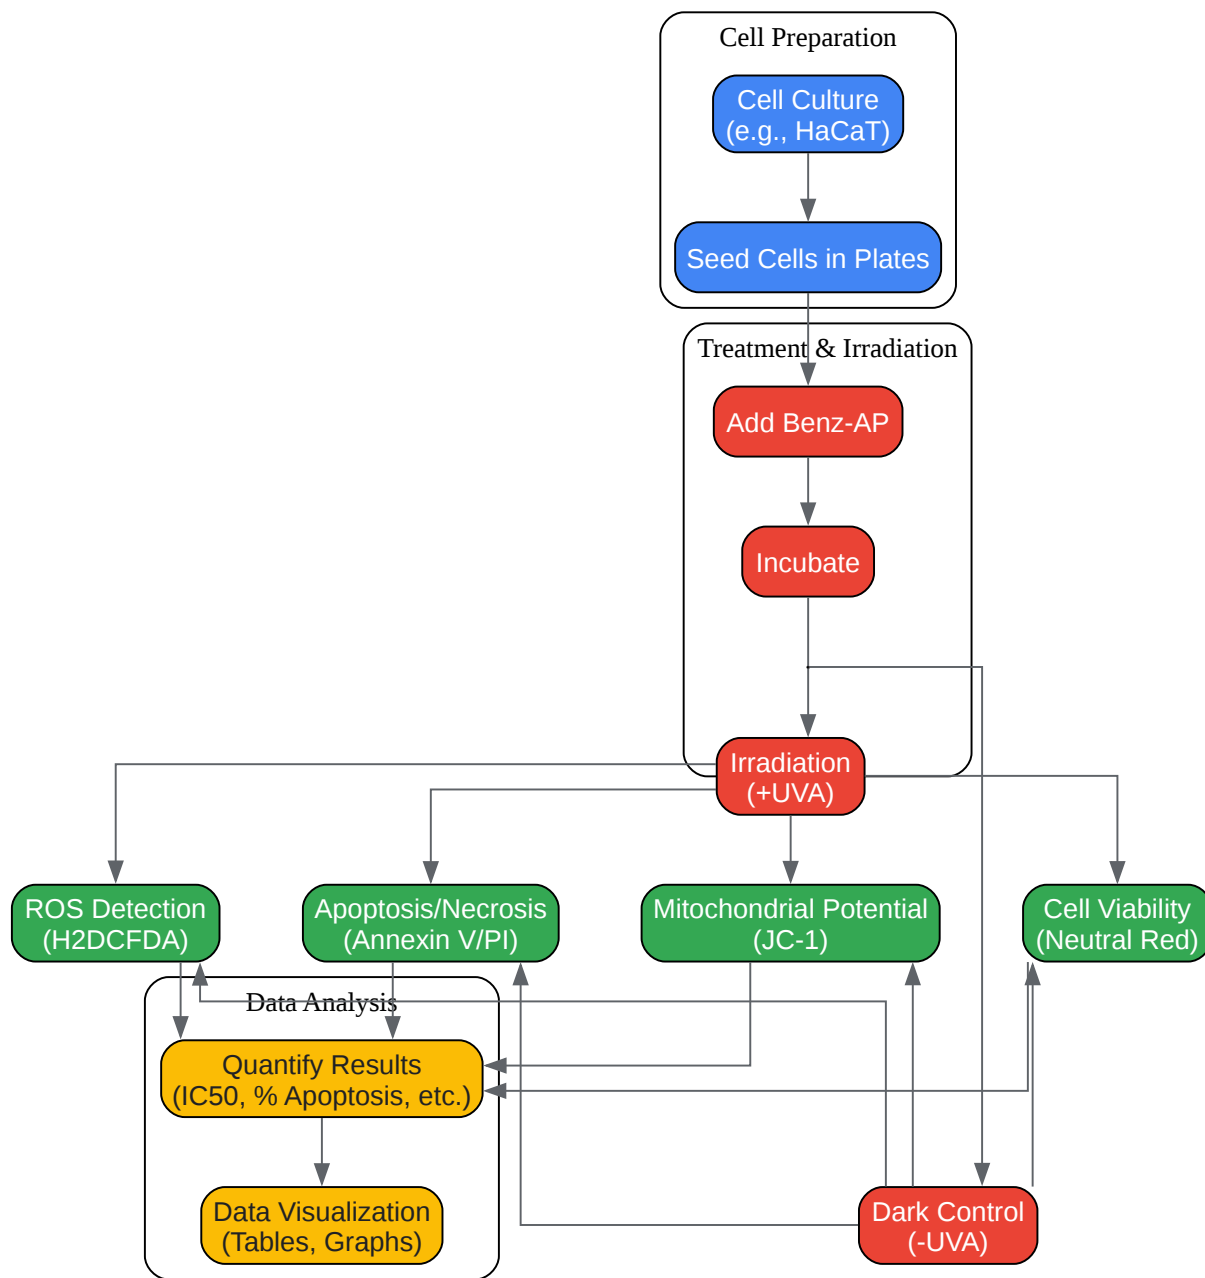 Cell Preparation
Cell Culture
(e.g., HaCaT)
Seed Cells in Plates
Treatment & Irradiation
Add Benz-AP
Incubate
Irradiation
(+UVA)
ROS Detection
(H2DCFDA)
Apoptosis/Necrosis
(Annexin V/PI)
Mitochondrial Potential
(JC-1)
Cell Viability
(Neutral Red)
Data Analysis
Quantify Results
(IC50, % Apoptosis, etc.)
Data Visualization
(Tables, Graphs)
Dark Control
(-UVA)